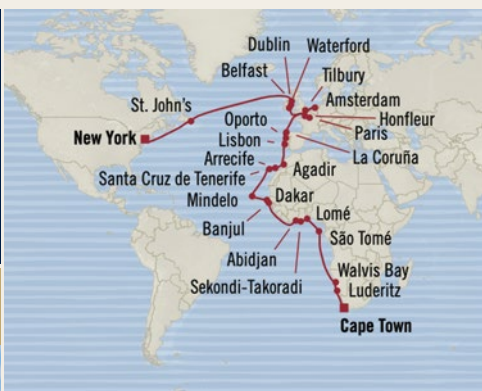 Dublin
Waterford
Belfast
Tilbury
St. John's
Amsterdam
Oporto
Honfleur
New York
Paris
Lisbon
La Coruña
Arrecife
Agadir
Santa Cruz de Tenerife
Mindelo
Dakar
Banjul
Lomé
São Tomé
Abidjan
Sekondi-Takoradi
Walvis Bay
Luderitz
Cape Town